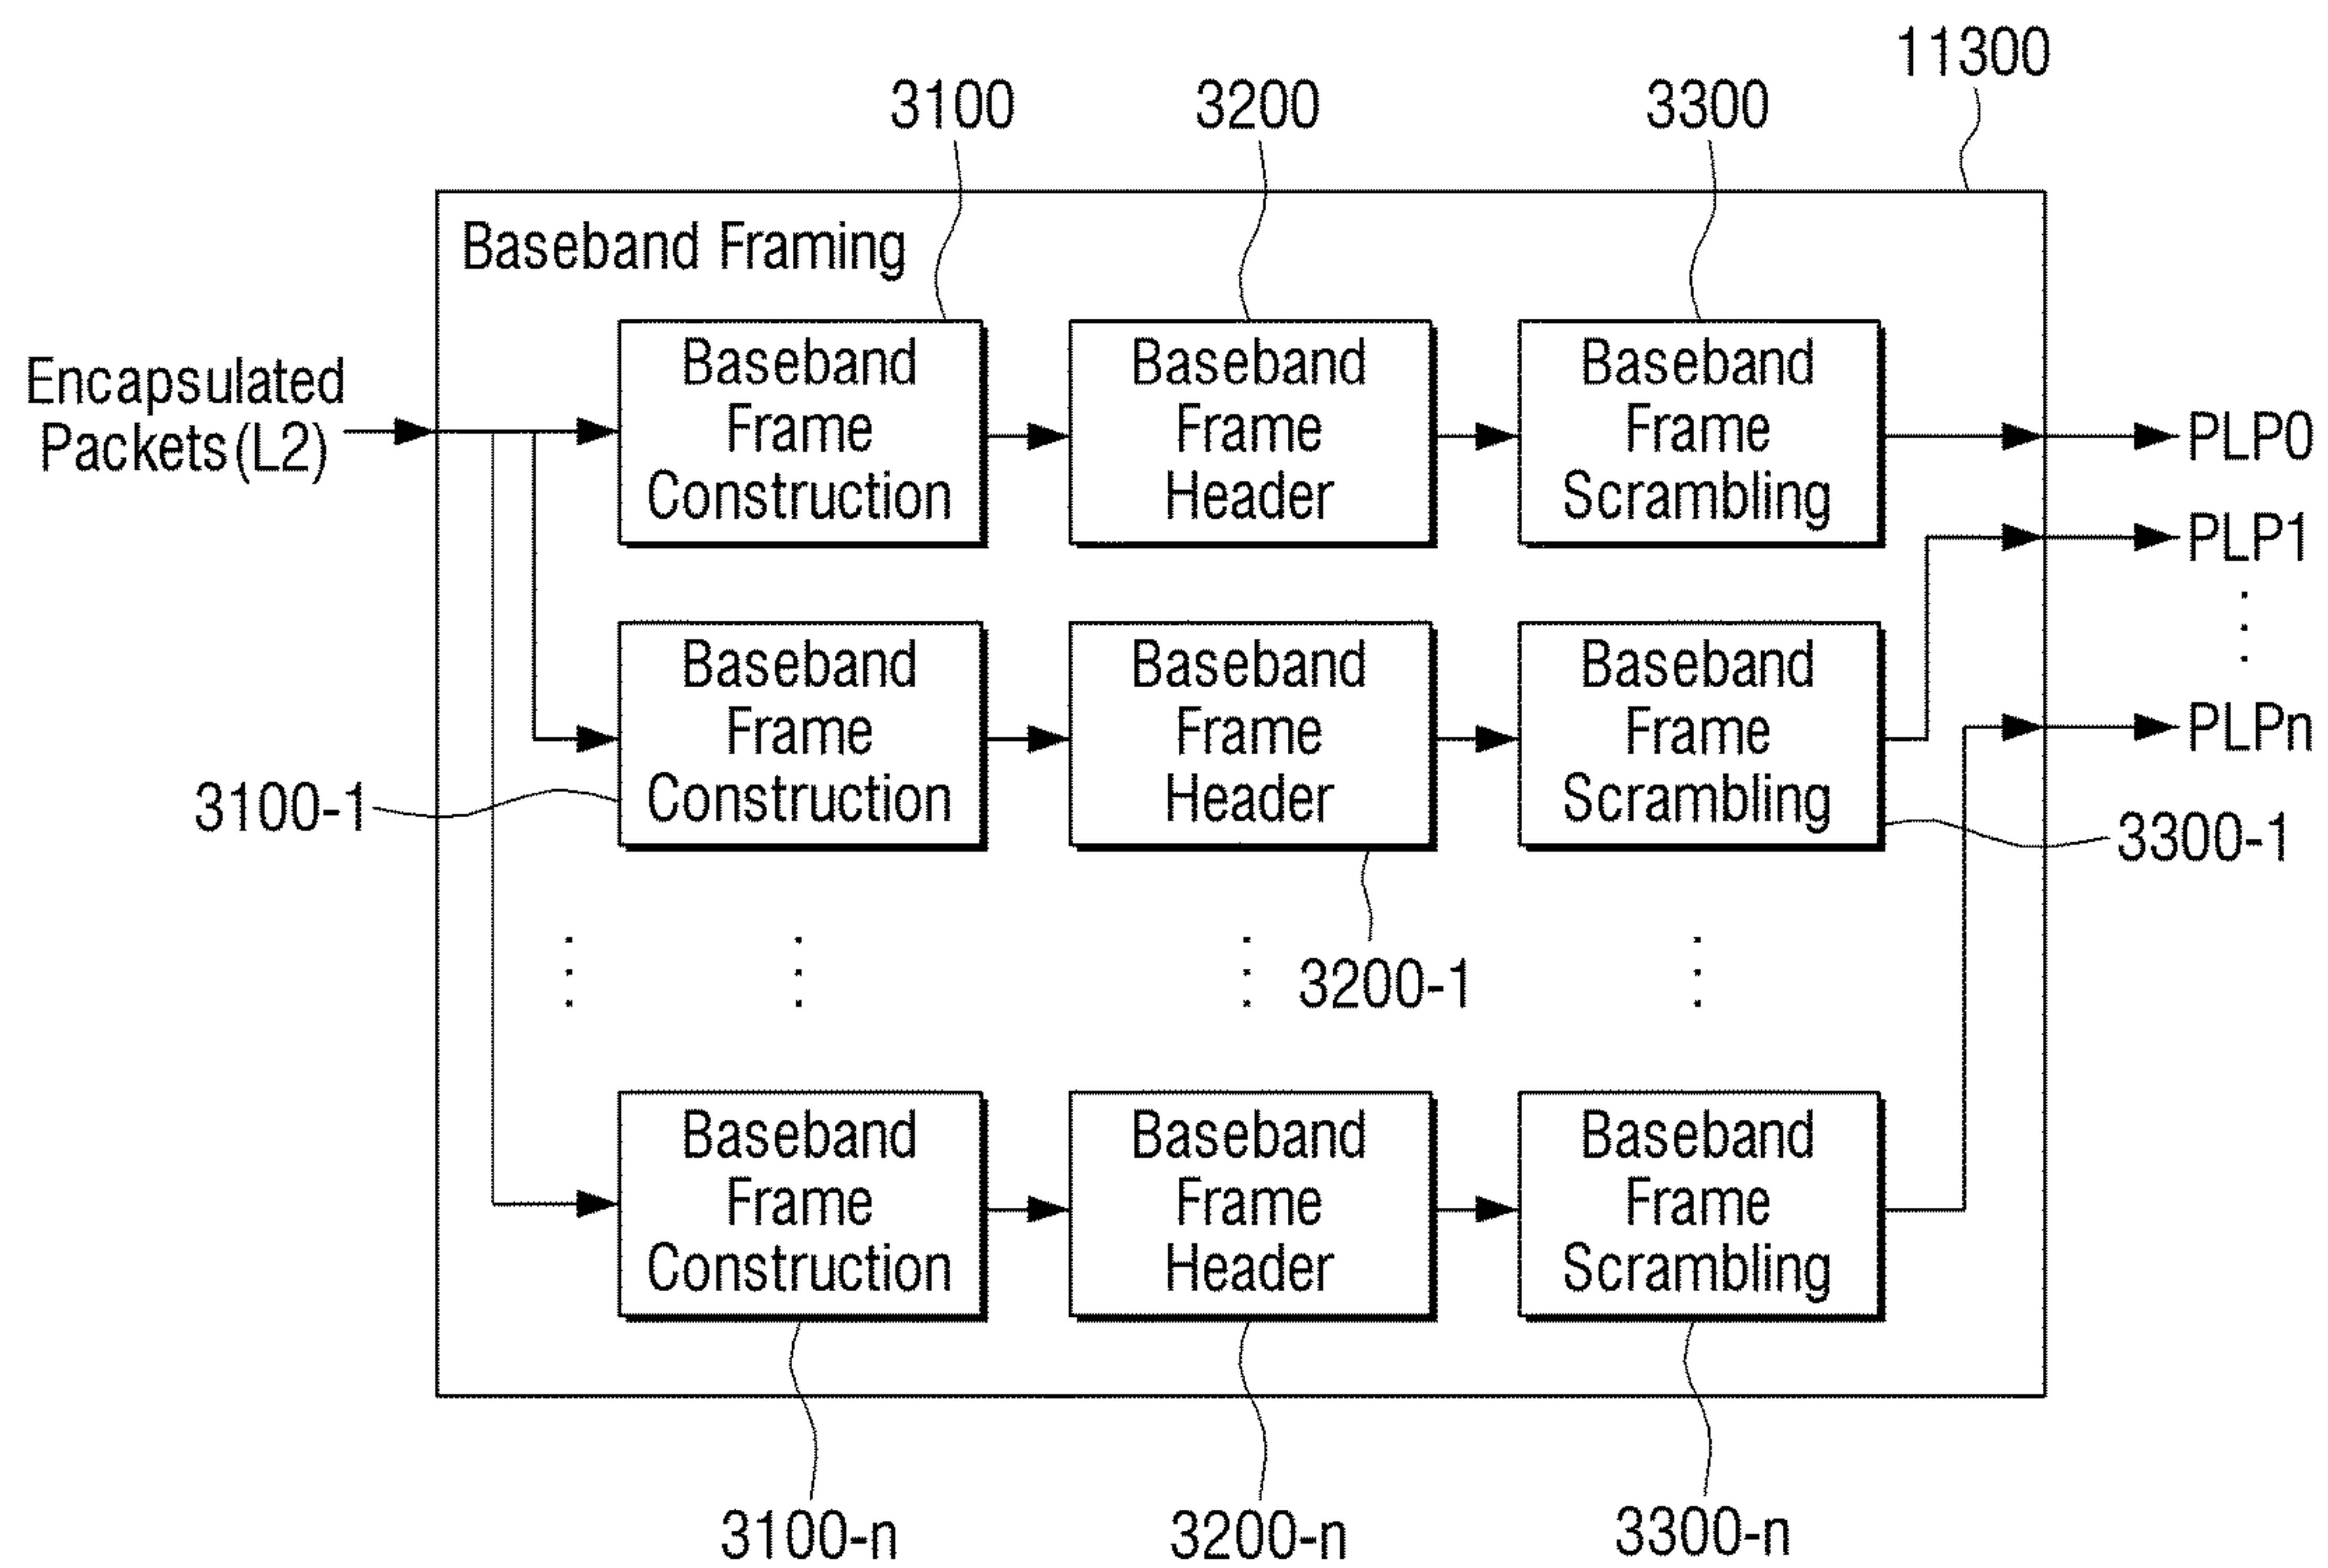 11300
3100
3200
3300
Baseband Framing
Encapsulated
Packets(L2)
Baseband
Frame
Construction
Baseband
Frame
Header
Baseband
Frame
Scrambling
PLP0
PLP1
PLPn
Baseband
Frame
Construction
Baseband
Frame
Header
Baseband
Frame
Scrambling
3100-1
3300-1
3200-1
Baseband
Frame
Construction
Baseband
Frame
Header
Baseband
Frame
Scrambling
3100-n
3200-n
3300-n